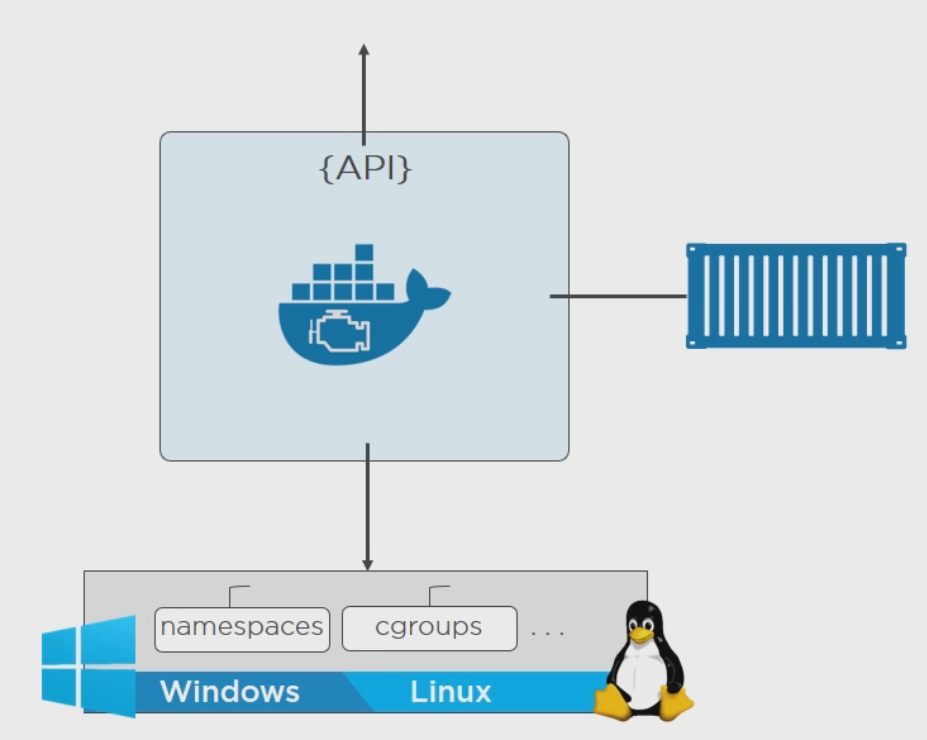 {API}
namespaces
cgroups
. . .
Windows
Linux